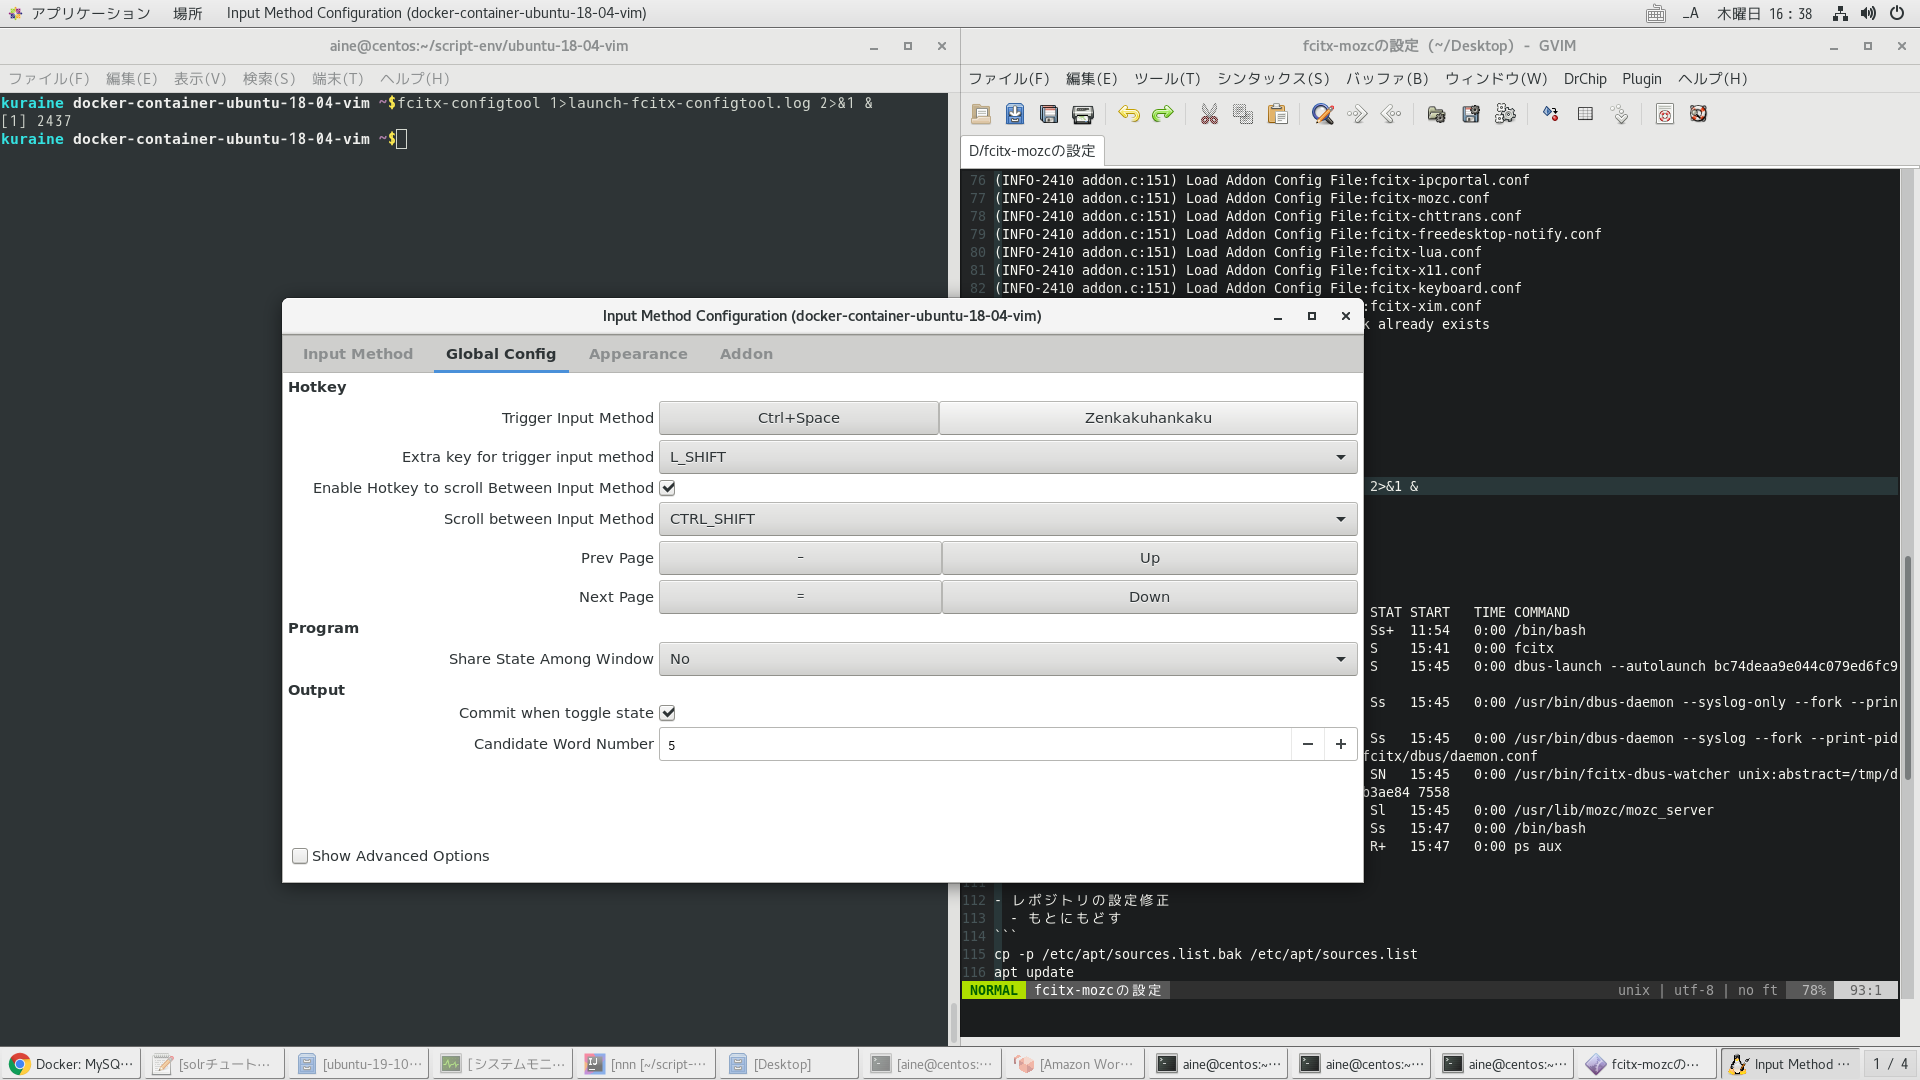 アプリケーション 場所 Input Method Configuration (docker-container-ubuntu-18-04-vim) _A 木曜日 16：38
aine@centos:~/script-env/ubuntu-18-04-vim
ファイル(F) 編集(E) 表示(V) 検索(S) 端末(T) ヘルプ(H)
kuraine docker-container-ubuntu-18-04-vim ~$fcitx-configtool 1>launch-fcitx-configtool.log 2>&1 &
[1] 2437
kuraine docker-container-ubuntu-18-04-vim ~$
fcitx-mozcの設定 (~/Desktop) - GVIM
ファイル(F) 編集(E) ツール(T) シンタックス(S) バッファ(B) ウィンドウ(W) DrChip Plugin ヘルプ(H)
D/fcitx-mozcの設定
76 (INFO-2410 addon.c:151) Load Addon Config File:fcitx-ipcportal.conf
77 (INFO-2410 addon.c:151) Load Addon Config File:fcitx-mozc.conf
78 (INFO-2410 addon.c:151) Load Addon Config File:fcitx-chttrans.conf
79 (INFO-2410 addon.c:151) Load Addon Config File:fcitx-freedesktop-notify.conf
80 (INFO-2410 addon.c:151) Load Addon Config File:fcitx-lua.conf
81 (INFO-2410 addon.c:151) Load Addon Config File:fcitx-x11.conf
82 (INFO-2410 addon.c:151) Load Addon Config File:fcitx-keyboard.conf
:fcitx-xim.conf
k already exists
2>&1 &
STAT START TIME COMMAND
Ss+ 11:54 0:00 /bin/bash
S 15:41 0:00 fcitx
S 15:45 0:00 dbus-launch --autolaunch bc74deaa9e044c079ed6fc9
Ss 15:45 0:00 /usr/bin/dbus-daemon --syslog-only --fork --prin
Ss 15:45 0:00 /usr/bin/dbus-daemon --syslog --fork --print-pid
fcitx/dbus/daemon.conf
SN 15:45 0:00 /usr/bin/fcitx-dbus-watcher unix:abstract=/tmp/d
b3ae84 7558
Sl 15:45 0:00 /usr/lib/mozc/mozc_server
Ss 15:47 0:00 /bin/bash
R+ 15:47 0:00 ps aux
111
112 - レポジトリの設定修正
113 - もとにもどす
114 ```
115 cp -p /etc/apt/sources.list.bak /etc/apt/sources.list
116 apt update
NORMAL fcitx-mozcの設定 unix | utf-8 | no ft 78% 93:1
Input Method Configuration (docker-container-ubuntu-18-04-vim)
Input Method Global Config Appearance Addon
Hotkey
Trigger Input Method Ctrl+Space Zenkakuhankaku
Extra key for trigger input method L_SHIFT
Enable Hotkey to scroll Between Input Method
Scroll between Input Method CTRL_SHIFT
Prev Page - Up
Next Page = Down
Program
Share State Among Window No
Output
Commit when toggle state
Candidate Word Number 5
Show Advanced Options
Docker: MySQ… [solrチュート… [ubuntu-19-10… [システムモニ… [nnn [~/script-… [Desktop] [aine@centos:… [Amazon Wor… aine@centos:~… aine@centos:~… aine@centos:~… fcitx-mozcの… Input Method … 1 / 4